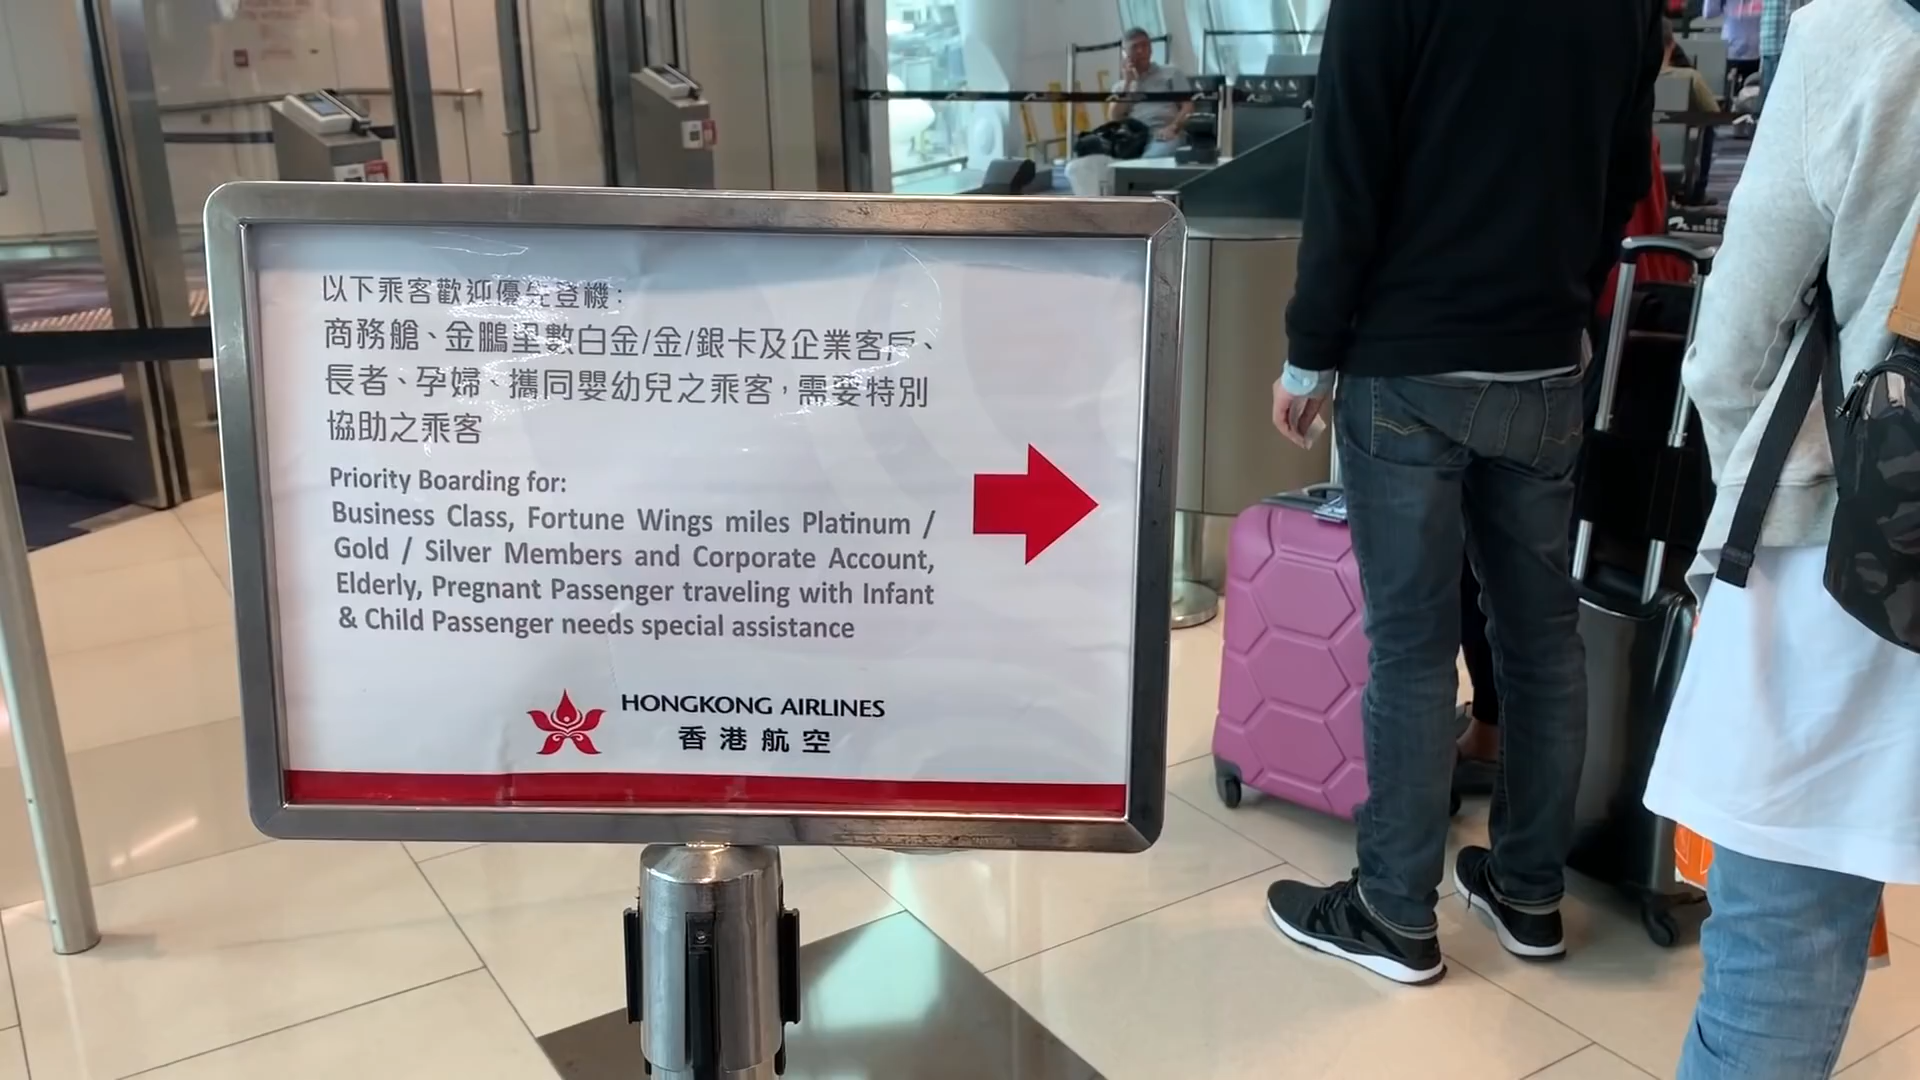 以下乘客歡迎優先登機:
商務艙、金鵬里數白金/金/銀卡及企業客戶、
長者、孕婦、攜同嬰幼兒之乘客,需要特別
協助之乘客
Priority Boarding for:
Business Class, Fortune Wings miles Platinum /
Gold / Silver Members and Corporate Account,
Elderly, Pregnant Passenger traveling with Infant
& Child Passenger needs special assistance
HONGKONG AIRLINES
香港航空